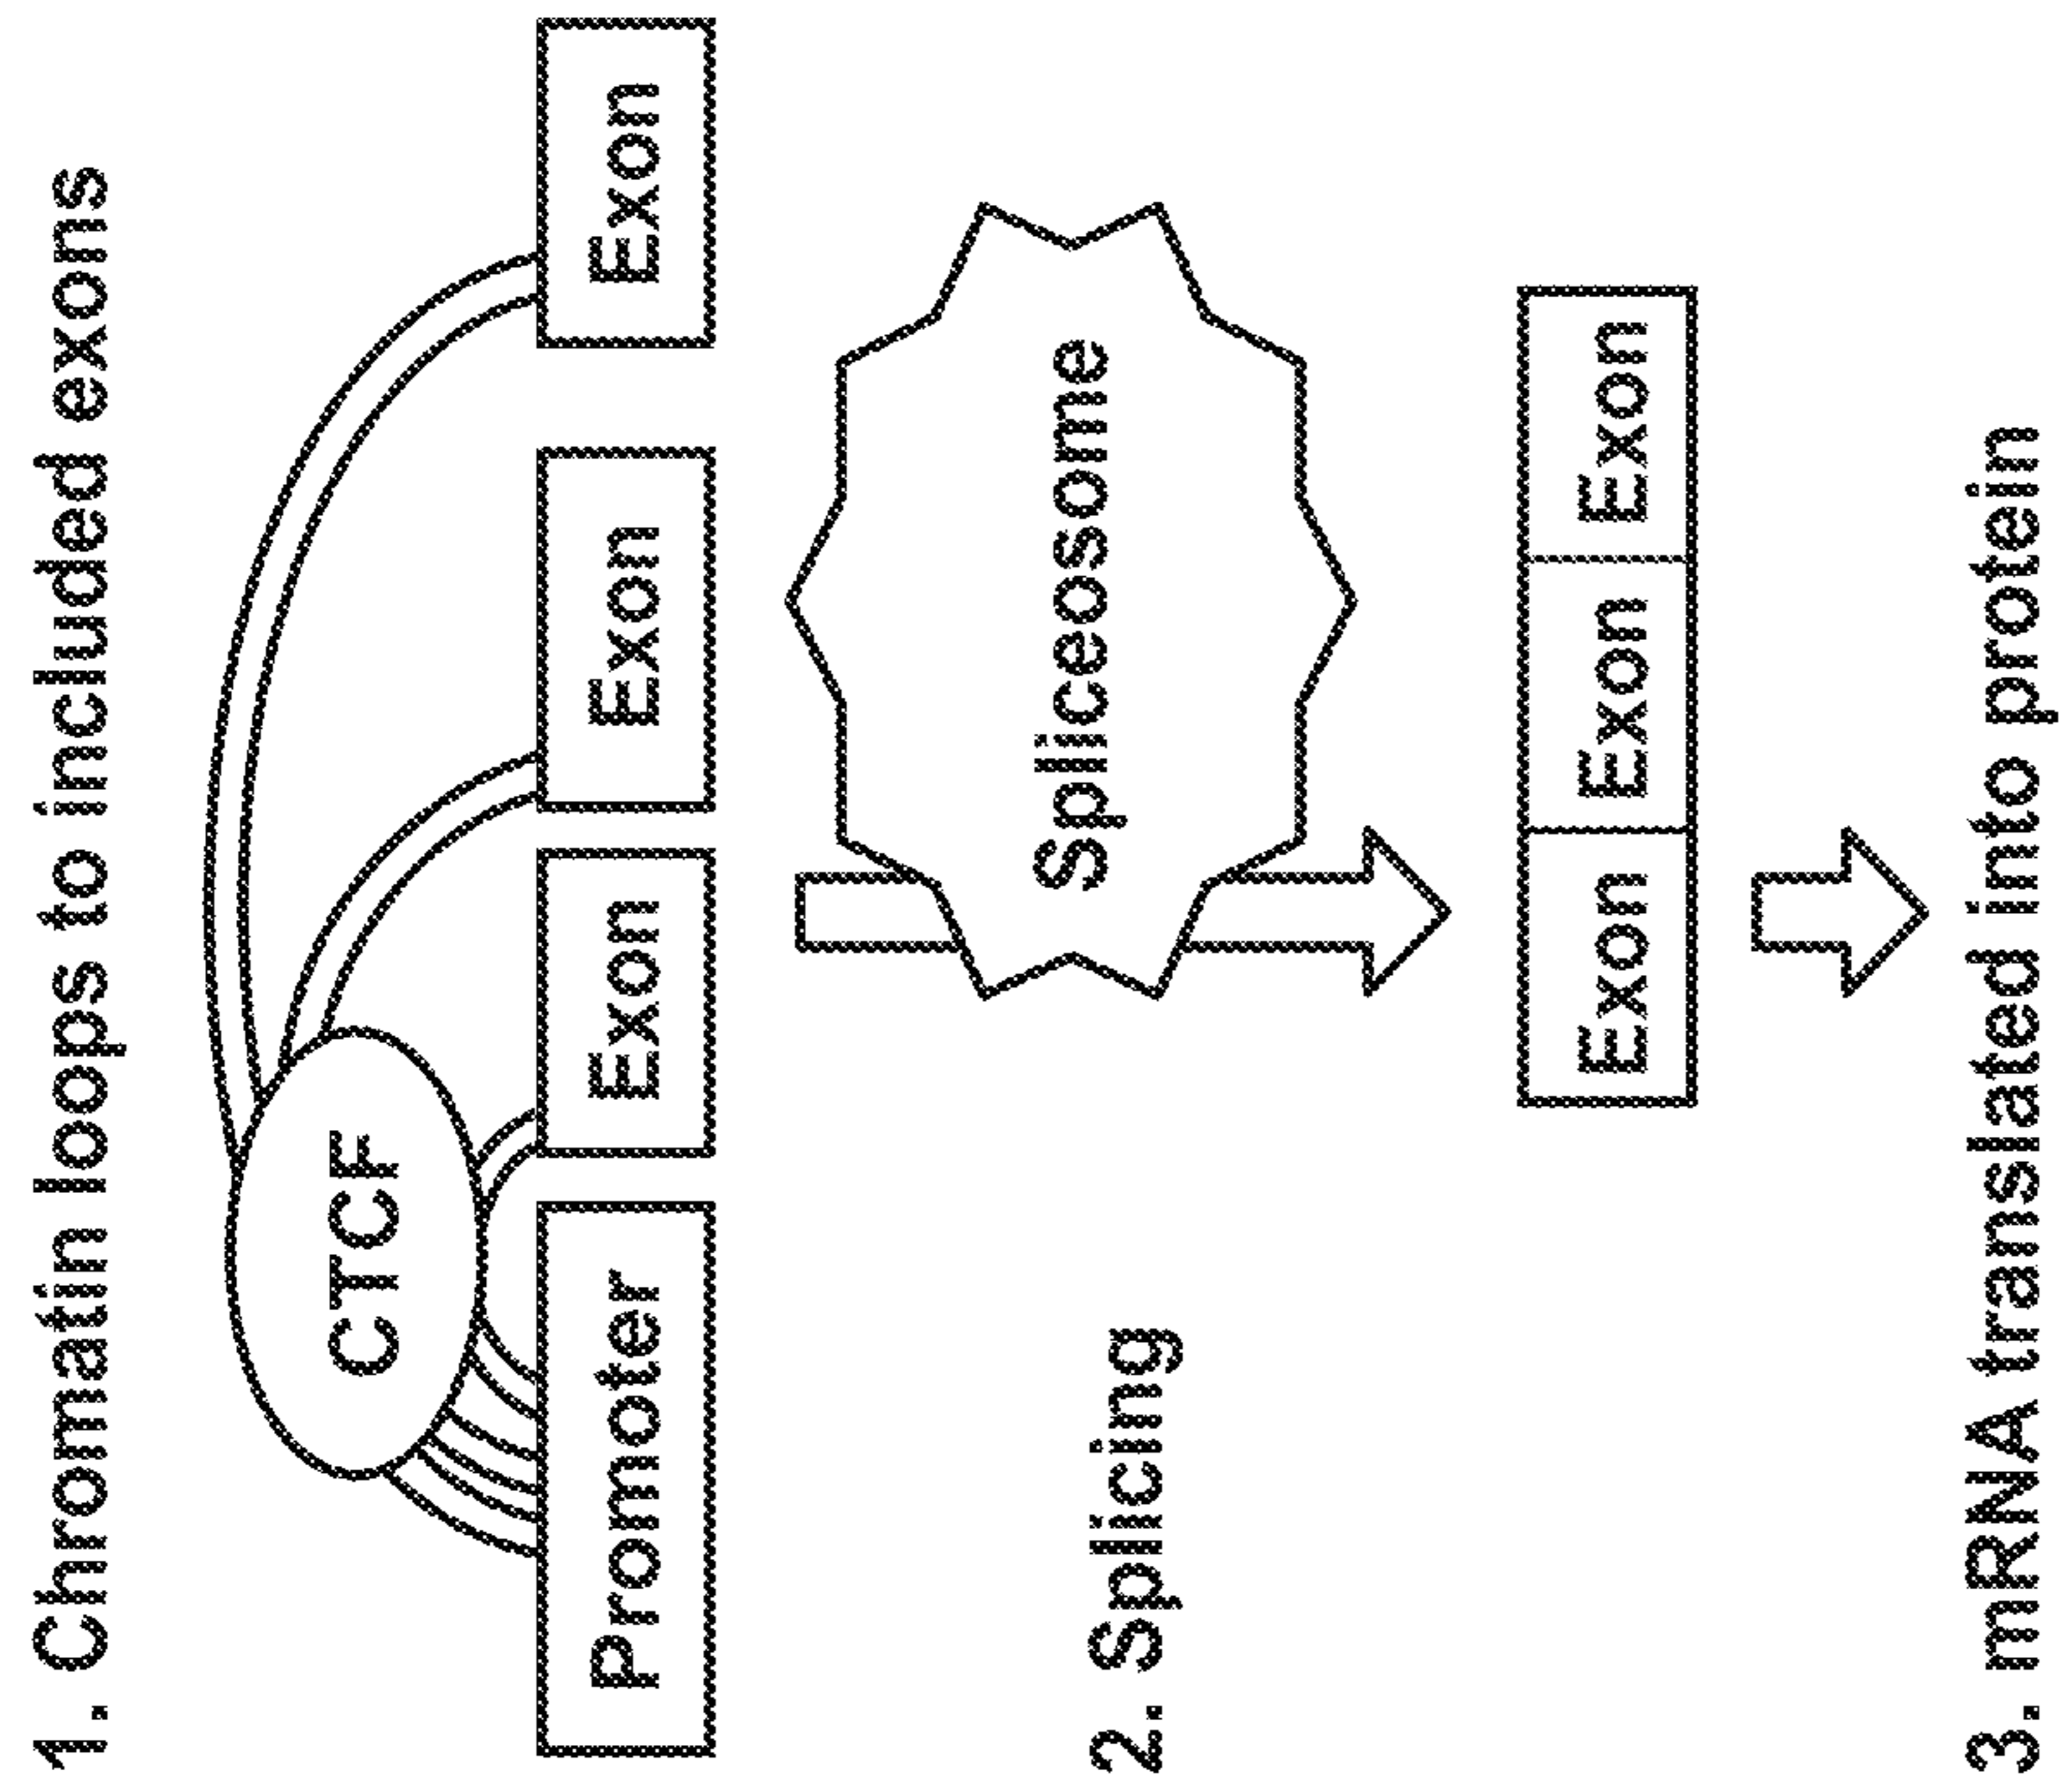 1. Chromatin loops to included exons
CTCF
Promoter
Exon
Exon
Exon
2. Splicing
Spliceosome
Exon
Exon
Exon
3. mRNA translated into protein